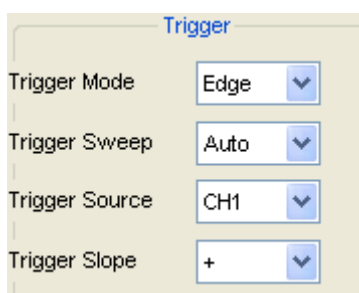 Trigger
Trigger Mode Edge
Trigger Sweep Auto
Trigger Source CH1
Trigger Slope +